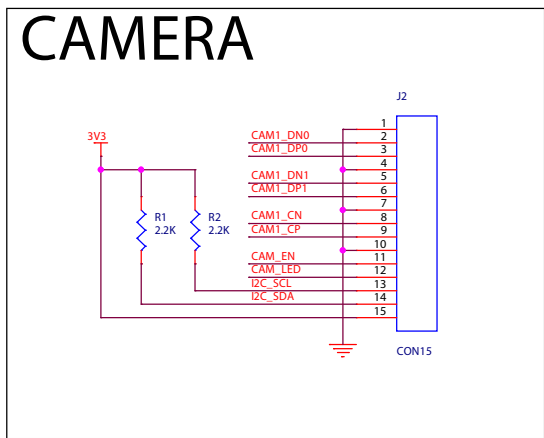 CAMERA
J2
3V3
1
CAM1_DN0 2
CAM1_DP0 3
4
CAM1_DN1 5
CAM1_DP1 6
7
R1 R2
2.2K 2.2K
CAM1_CN 8
CAM1_CP 9
10
CAM_EN 11
CAM_LED 12
I2C_SCL 13
I2C_SDA 14
15
CON15